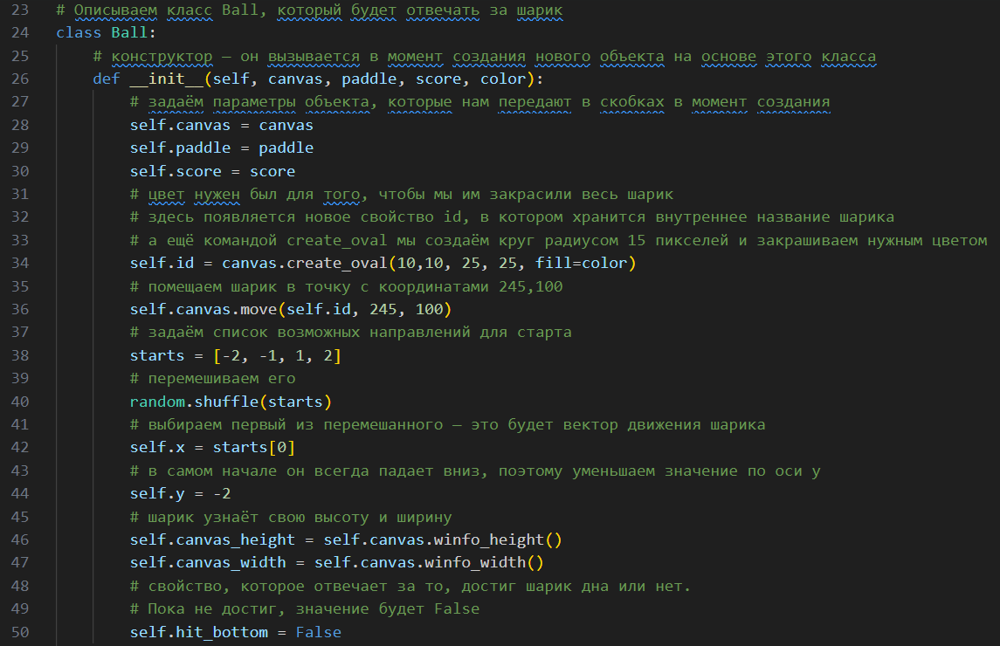 23 # Описываем класс Ball, который будет отвечать за шарик
24 class Ball:
25     # конструктор — он вызывается в момент создания нового объекта на основе этого класса
26     def __init__(self, canvas, paddle, score, color):
27         # задаём параметры объекта, которые нам передают в скобках в момент создания
28         self.canvas = canvas
29         self.paddle = paddle
30         self.score = score
31         # цвет нужен был для того, чтобы мы им закрасили весь шарик
32         # здесь появляется новое свойство id, в котором хранится внутреннее название шарика
33         # а ещё командой create_oval мы создаём круг радиусом 15 пикселей и закрашиваем нужным цветом
34         self.id = canvas.create_oval(10,10, 25, 25, fill=color)
35         # помещаем шарик в точку с координатами 245,100
36         self.canvas.move(self.id, 245, 100)
37         # задаём список возможных направлений для старта
38         starts = [-2, -1, 1, 2]
39         # перемешиваем его
40         random.shuffle(starts)
41         # выбираем первый из перемешанного — это будет вектор движения шарика
42         self.x = starts[0]
43         # в самом начале он всегда падает вниз, поэтому уменьшаем значение по оси y
44         self.y = -2
45         # шарик узнаёт свою высоту и ширину
46         self.canvas_height = self.canvas.winfo_height()
47         self.canvas_width = self.canvas.winfo_width()
48         # свойство, которое отвечает за то, достиг шарик дна или нет.
49         # Пока не достиг, значение будет False
50         self.hit_bottom = False